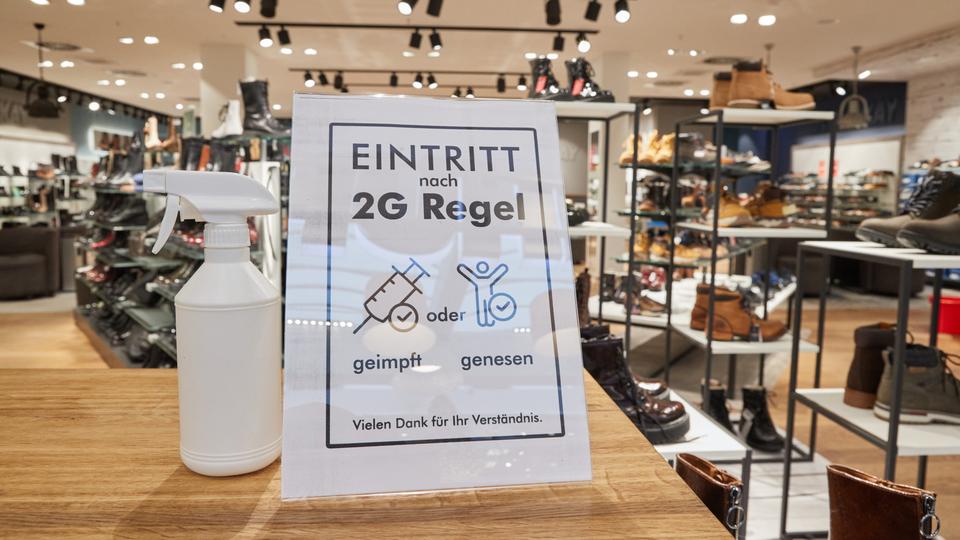 EINTRITT
nach
2G Regel
oder
geimpft genesen
Vielen Dank für Ihr Verständnis.